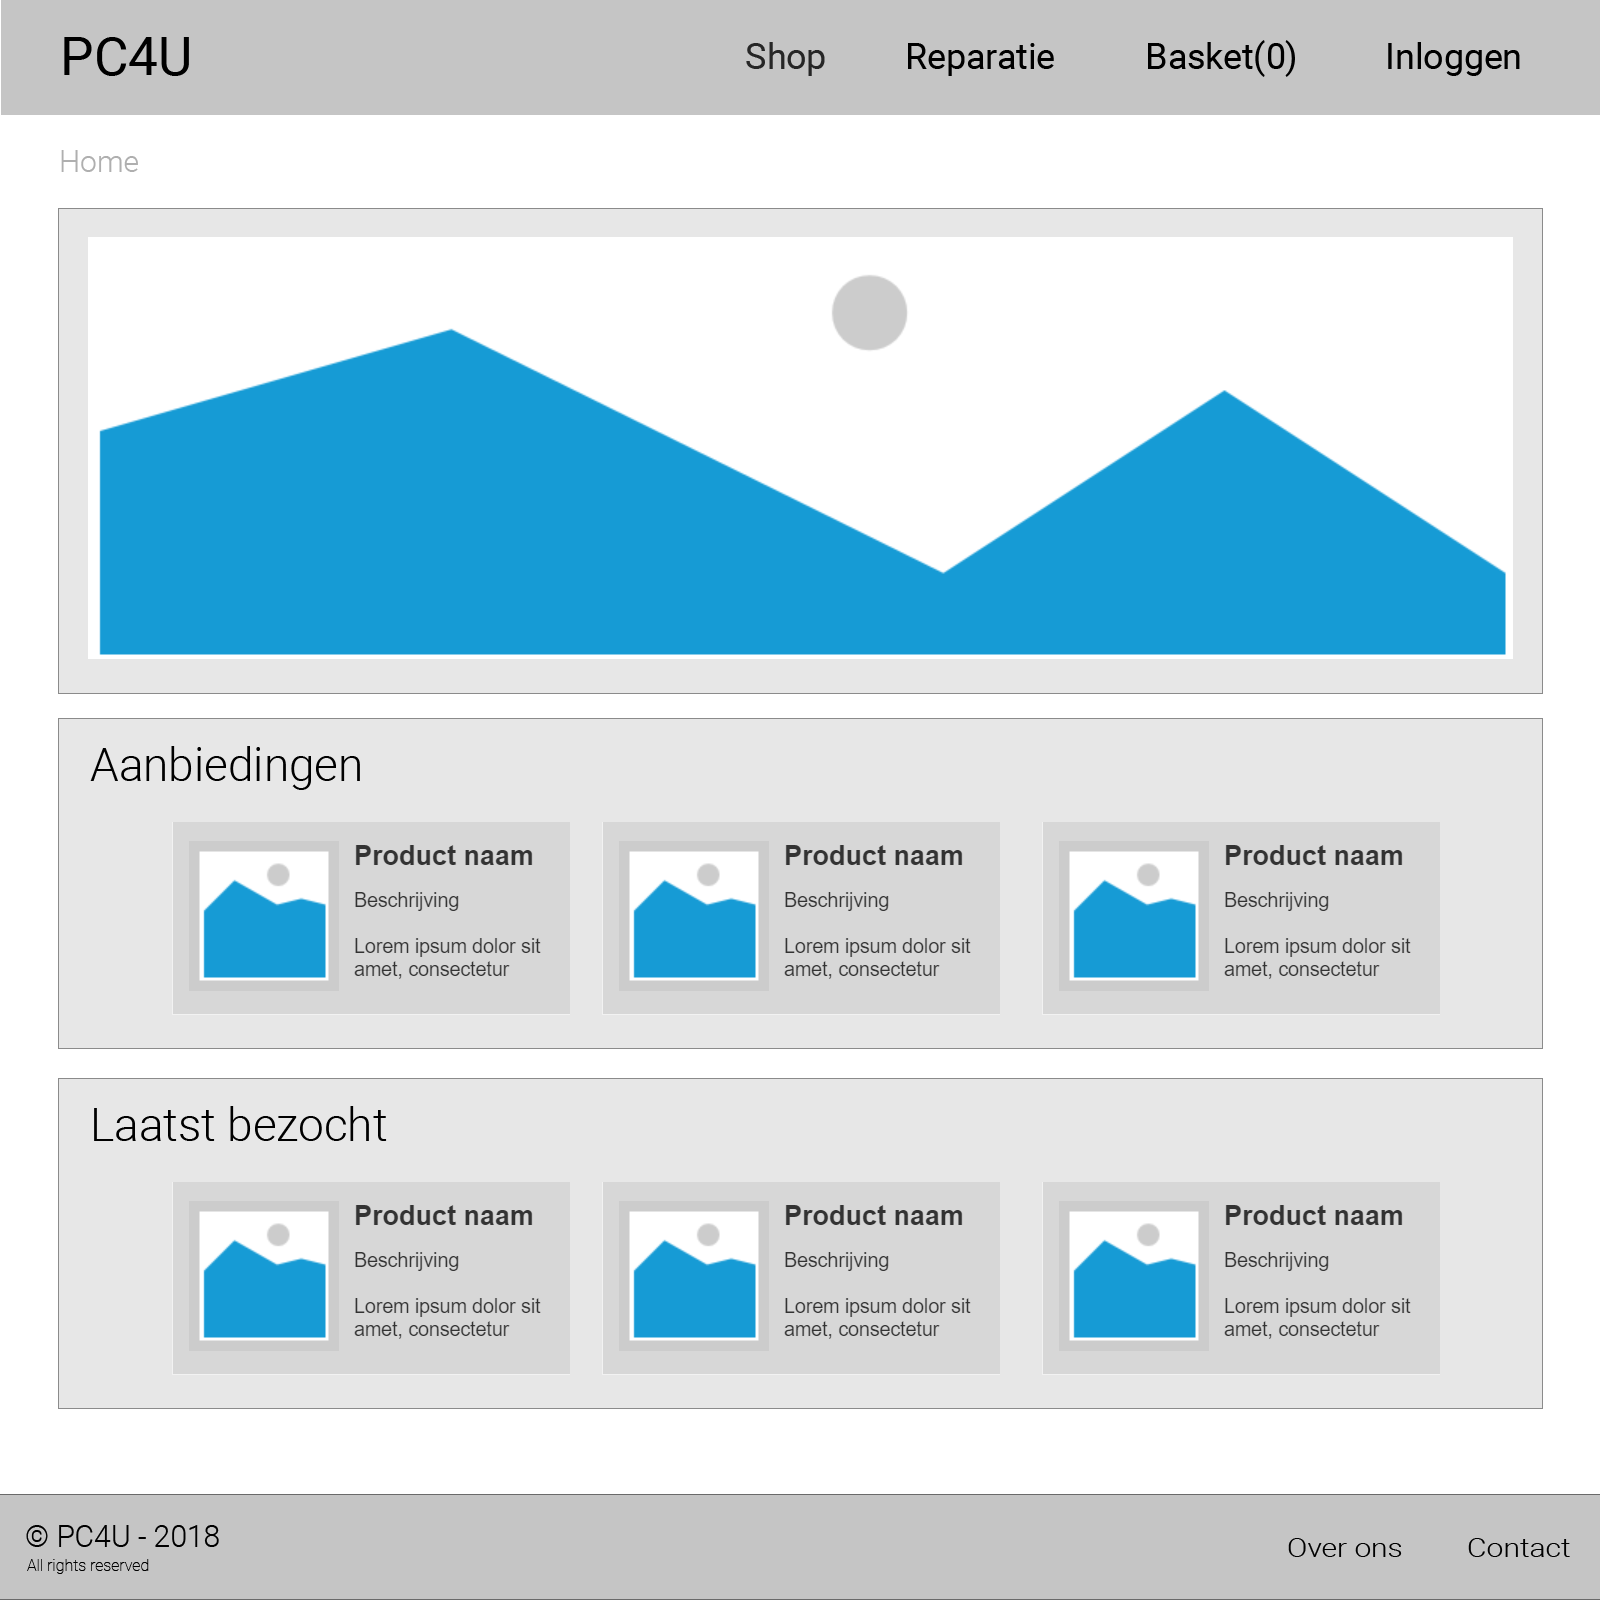 PC4U
Shop
Reparatie
Basket(0)
Inloggen
Home
Aanbiedingen
Product naam
Beschrijving
Lorem ipsum dolor sit
amet, consectetur
Product naam
Beschrijving
Lorem ipsum dolor sit
amet, consectetur
Product naam
Beschrijving
Lorem ipsum dolor sit
amet, consectetur
Laatst bezocht
Product naam
Beschrijving
Lorem ipsum dolor sit
amet, consectetur
Product naam
Beschrijving
Lorem ipsum dolor sit
amet, consectetur
Product naam
Beschrijving
Lorem ipsum dolor sit
amet, consectetur
© PC4U - 2018
All rights reserved
Over ons
Contact